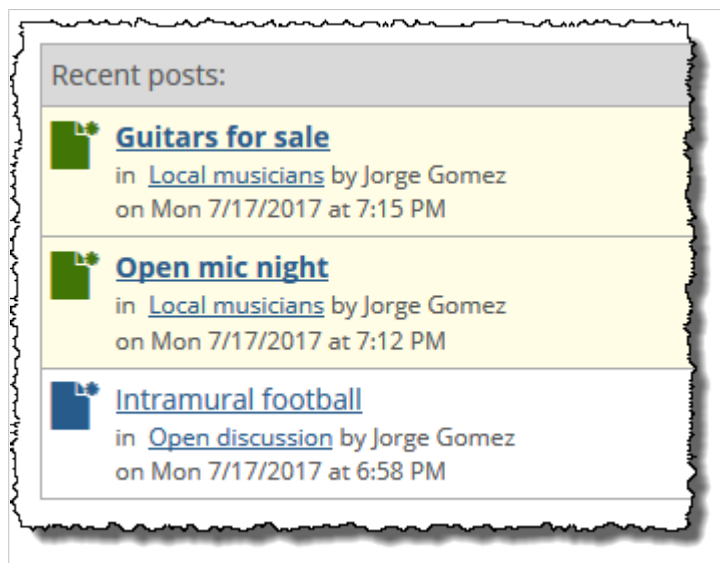 Recent posts:
Guitars for sale
in Local musicians by Jorge Gomez
on Mon 7/17/2017 at 7:15 PM
Open mic night
in Local musicians by Jorge Gomez
on Mon 7/17/2017 at 7:12 PM
Intramural football
in Open discussion by Jorge Gomez
on Mon 7/17/2017 at 6:58 PM